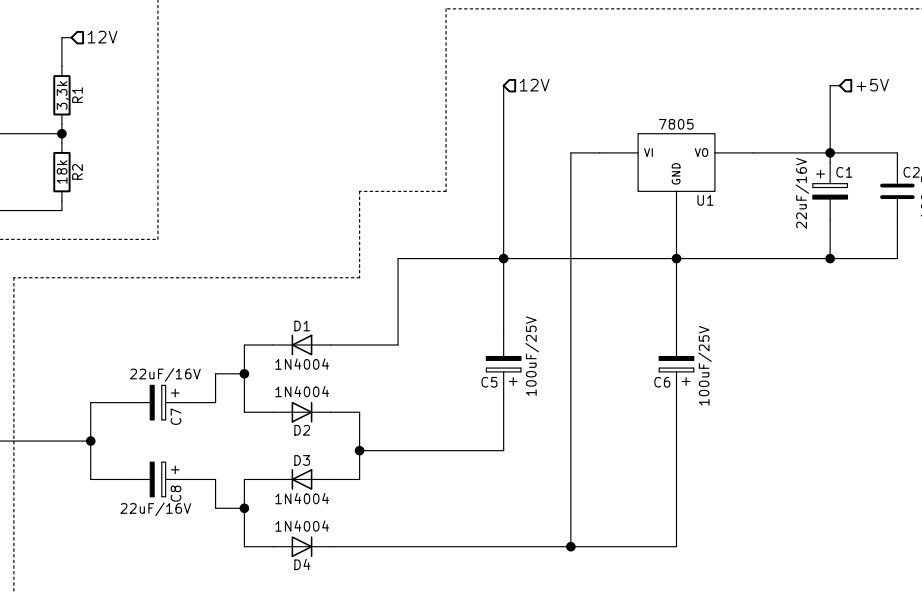 12V
3,3k
R1
18k
R2
12V
+5V
7805
VI
VO
GND
U1
+
C1
22uF/16V
C2
D1
1N4004
1N4004
D2
D3
1N4004
1N4004
D4
22uF/16V
+
C7
+
C8
22uF/16V
C5
+
100uF/25V
C6
+
100uF/25V